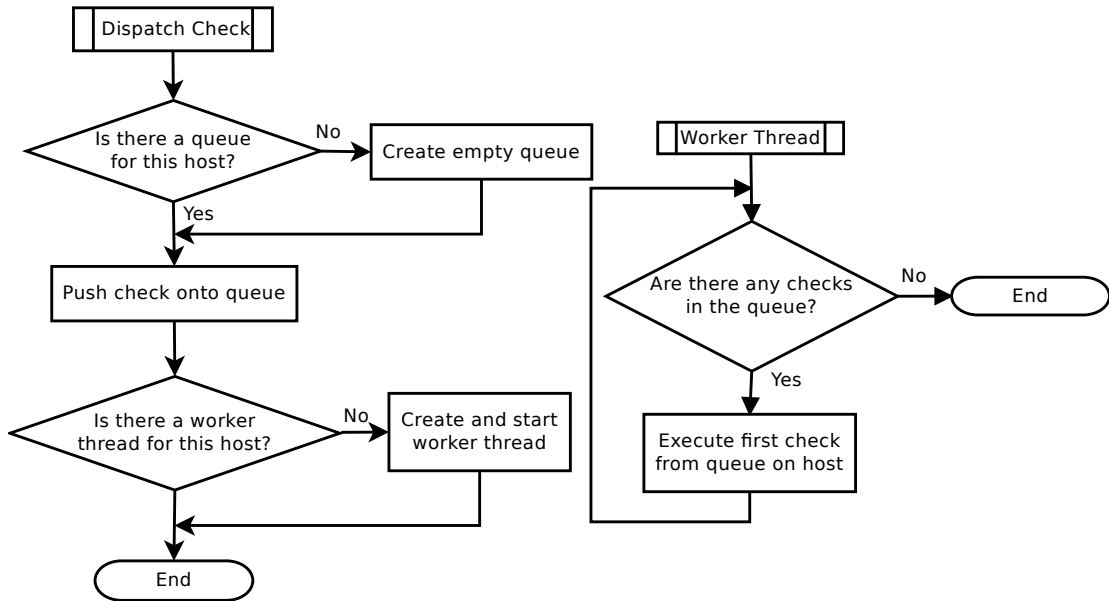 Dispatch Check
Is there a queue
for this host?
No
Create empty queue
Yes
Push check onto queue
Is there a worker
thread for this host?
No
Create and start
worker thread
End
Worker Thread
Are there any checks
in the queue?
No
End
Yes
Execute first check
from queue on host